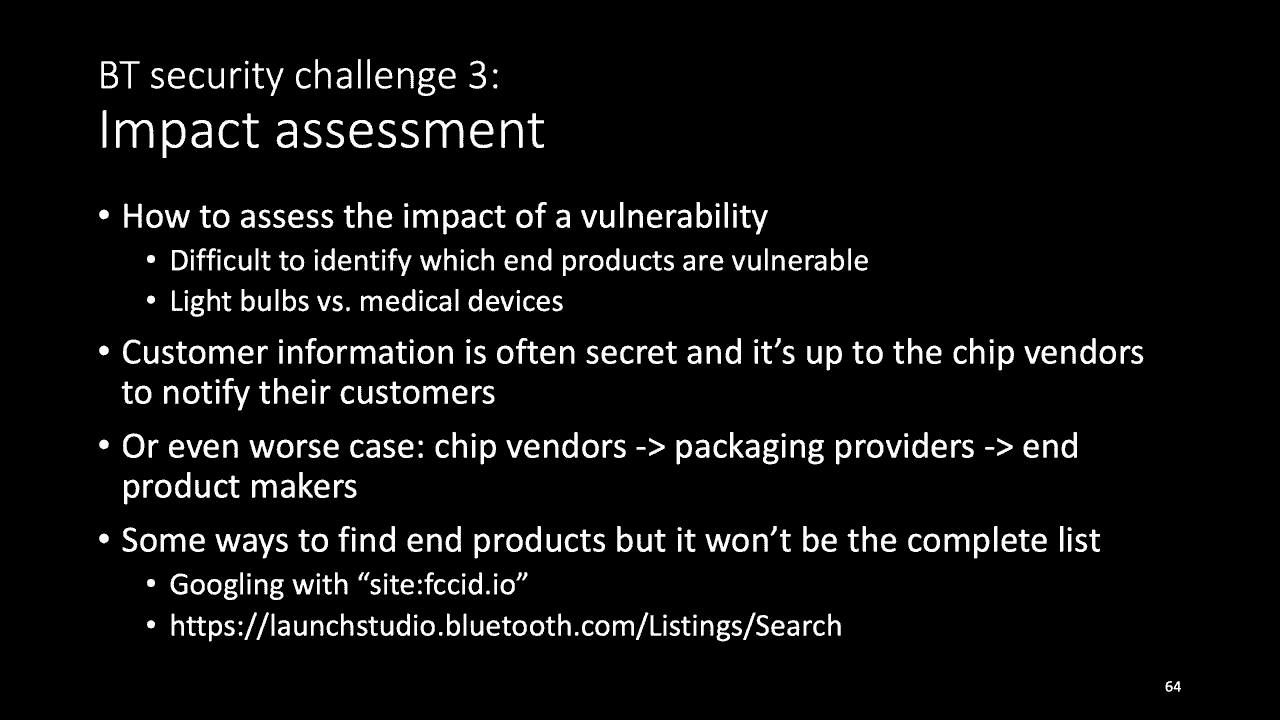 BT security challenge 3:
Impact assessment
• How to assess the impact of a vulnerability
• Difficult to identify which end products are vulnerable
• Light bulbs vs. medical devices
• Customer information is often secret and it’s up to the chip vendors
to notify their customers
• Or even worse case: chip vendors -> packaging providers -> end
product makers
• Some ways to find end products but it won’t be the complete list
• Googling with “site:fccid.io”
• https://launchstudio.bluetooth.com/Listings/Search
64